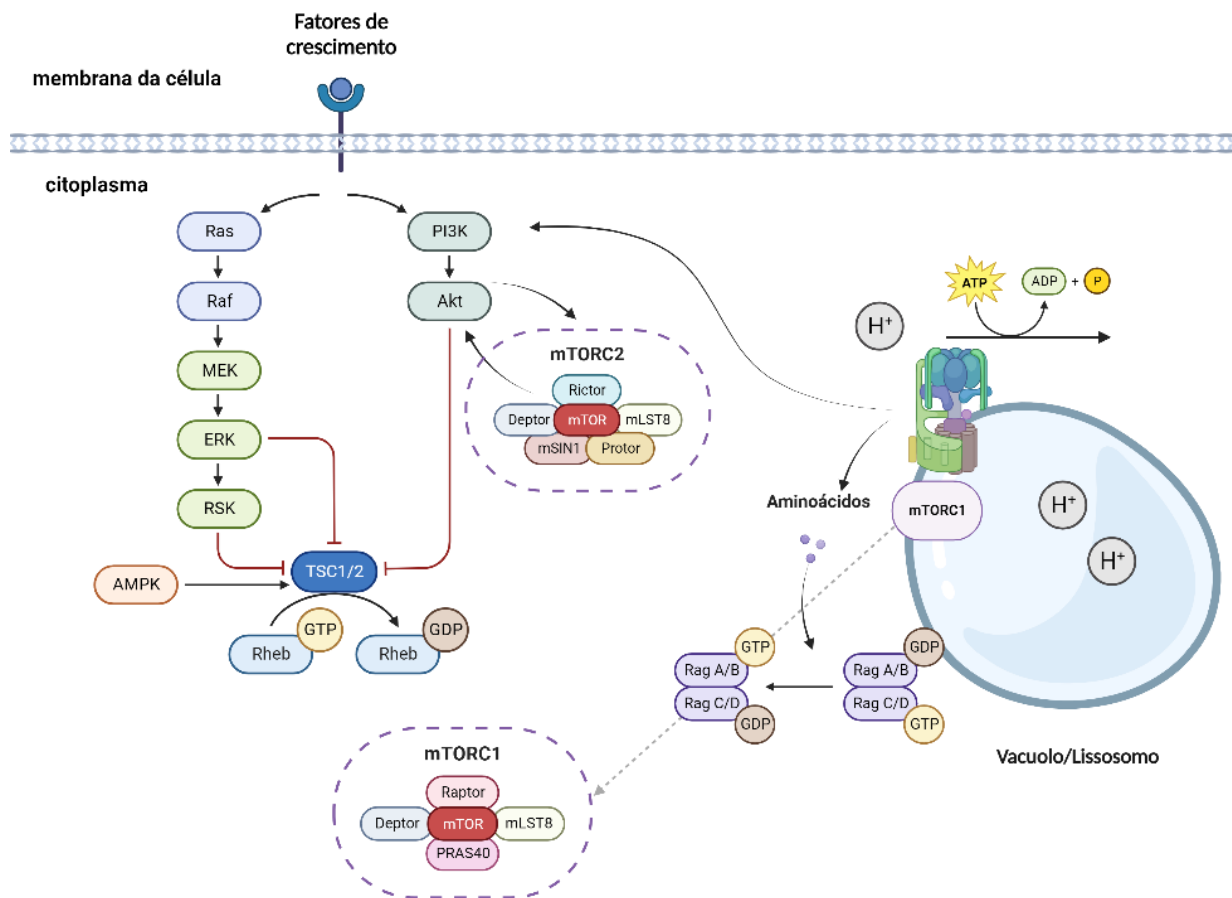 Fatores de
crescimento
membrana da célula
citoplasma
Ras
PI3K
Raf
Akt
MEK
ERK
RSK
AMPK
TSC1/2
Rheb
GTP
Rheb
GDP
mTORC2
Rictor
Deptor
mTOR
mLST8
mSIN1
Protor
H+
ATP
ADP
+
P
Aminoácidos
mTORC1
H+
H+
GTP
Rag A/B
Rag C/D
GDP
GDP
Rag A/B
Rag C/D
GTP
Vacuolo/Lissosomo
mTORC1
Raptor
Deptor
mTOR
mLST8
PRAS40